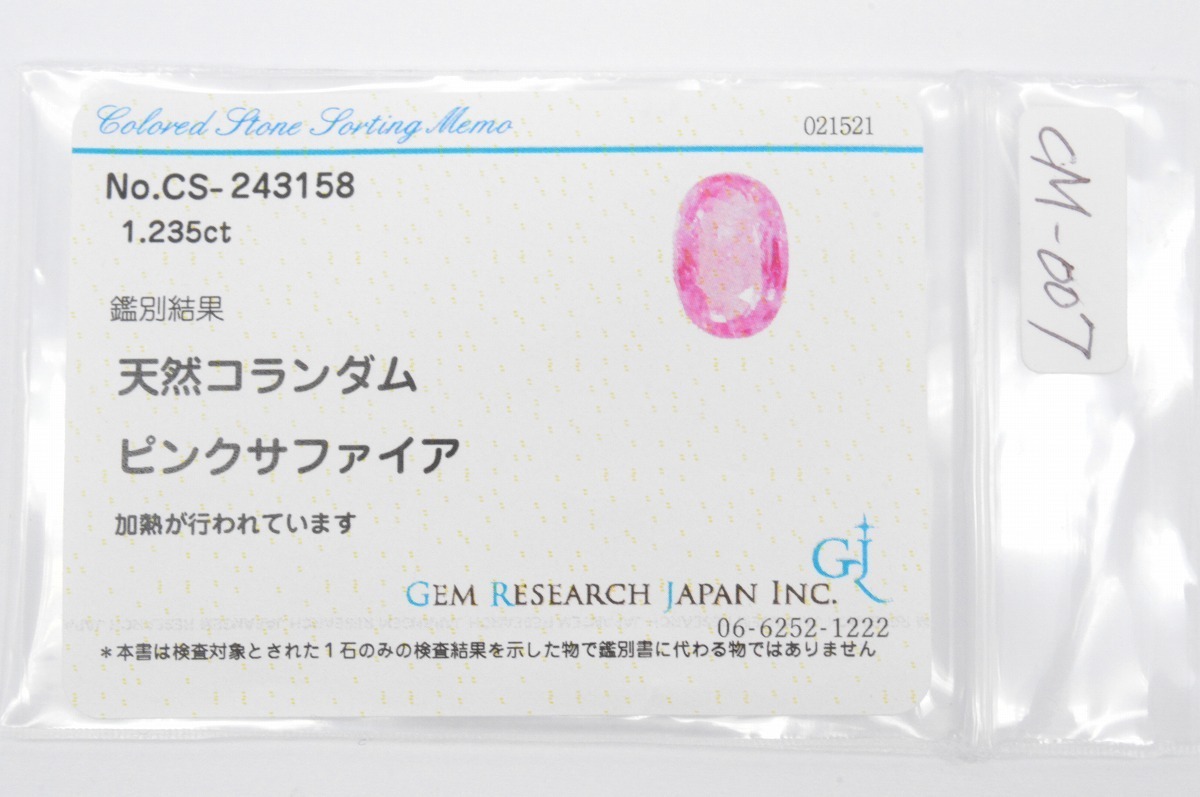 Colored Stone Sorting Memo
021521
No.CS-243158
1.235ct
鑑別結果
天然コランダム
ピンクサファイア
加熱が行われています
GJ
GEM RESEARCH JAPAN INC.
06-6252-1222
*本書は検査対象とされた1石のみの検査結果を示した物で鑑別書に代わる物ではありません
CM-007